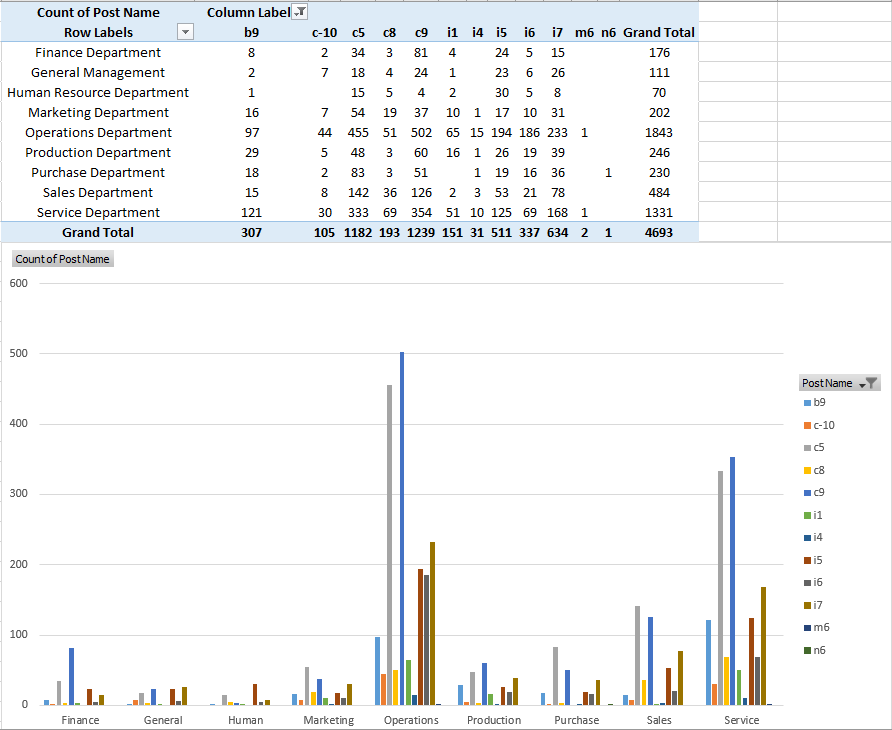 Count of Post Name Column Label
Row Labels b9 c-10 c5 c8 c9 i1 i4 i5 i6 i7 m6 n6 Grand Total
Finance Department 8 2 34 3 81 4 24 5 15 176
General Management 2 7 18 4 24 1 23 6 26 111
Human Resource Department 1 15 5 4 2 30 5 8 70
Marketing Department 16 7 54 19 37 10 1 17 10 31 202
Operations Department 97 44 455 51 502 65 15 194 186 233 1 1843
Production Department 29 5 48 3 60 16 1 26 19 39 246
Purchase Department 18 2 83 3 51 1 19 16 36 1 230
Sales Department 15 8 142 36 126 2 3 53 21 78 484
Service Department 121 30 333 69 354 51 10 125 69 168 1 1331
Grand Total 307 105 1182 193 1239 151 31 511 337 634 2 1 4693
Count of Post Name
600
500
400
300
200
100
0
Finance General Human Marketing Operations Production Purchase Sales Service
Post Name
b9
c-10
c5
c8
c9
i1
i4
i5
i6
i7
m6
n6